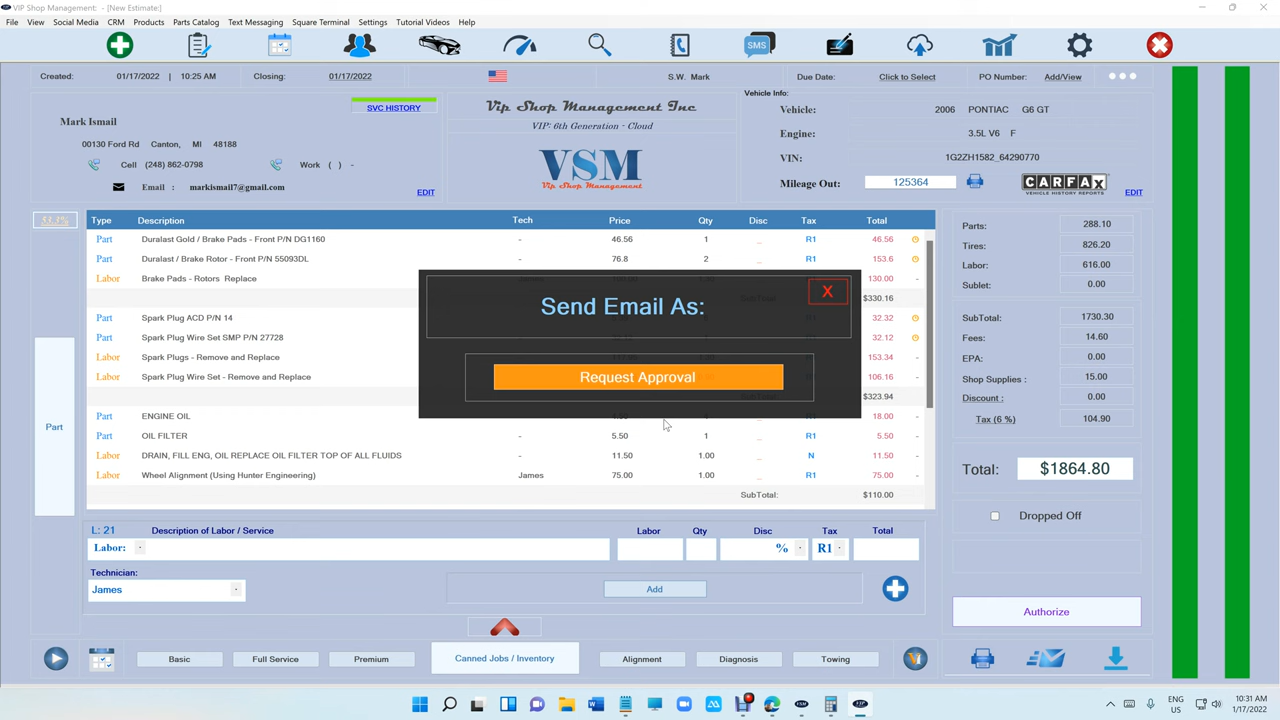 VIP Shop Management: - [New Estimate:]
File View Social Media CRM Products Parts Catalog Text Messaging Square Terminal Settings Tutorial Videos Help
SMS
Created: 01/17/2022 | 10:25 AM Closing: 01/17/2022 S.W. Mark Due Date: Click to Select PO Number: Add/View
Vehicle Info:
SVC HISTORY
Mark Ismail
00130 Ford Rd Canton, MI 48188
Cell (248) 862-0798 Work ( ) -
Email : markismail7@gmail.com
EDIT
Vip Shop Management Inc
VIP: 6th Generation - Cloud
VSM
Vip Shop Management
Vehicle: 2006 PONTIAC G6 GT
Engine: 3.5L V6 F
VIN: 1G2ZH1582_64290770
Mileage Out: 125364
CARFAX
VEHICLE HISTORY REPORTS
EDIT
53.3%
Type Description Tech Price Qty Disc Tax Total
Part Duralast Gold / Brake Pads - Front P/N DG1160 - 46.56 1 _ R1 46.56
Part Duralast / Brake Rotor - Front P/N 55093DL - 76.8 2 _ R1 153.6
Labor Brake Pads - Rotors Replace 130.00 -
$330.16
Part Spark Plug ACD P/N 14 32.32
Part Spark Plug Wire Set SMP P/N 27728 32.12
Labor Spark Plugs - Remove and Replace 153.34 -
Labor Spark Plug Wire Set - Remove and Replace 106.16 -
$323.94
Part ENGINE OIL 18.00 -
Part OIL FILTER - 5.50 1 _ R1 5.50 -
Labor DRAIN, FILL ENG, OIL REPLACE OIL FILTER TOP OF ALL FLUIDS 11.50 1.00 _ N 11.50 -
Labor Wheel Alignment (Using Hunter Engineering) James 75.00 1.00 _ R1 75.00 -
SubTotal: $110.00
Part
Send Email As:
X
Request Approval
Parts: 288.10
Tires: 826.20
Labor: 616.00
Sublet: 0.00
SubTotal: 1730.30
Fees: 14.60
EPA: 0.00
Shop Supplies : 15.00
Discount : 0.00
Tax (6 %) 104.90
Total: $1864.80
Dropped Off
Authorize
L: 21 Description of Labor / Service Labor Qty Disc Tax Total
Labor: % R1
Technician:
James
Add
Basic Full Service Premium Canned Jobs / Inventory Alignment Diagnosis Towing
ENG
US
10:31 AM
1/17/2022